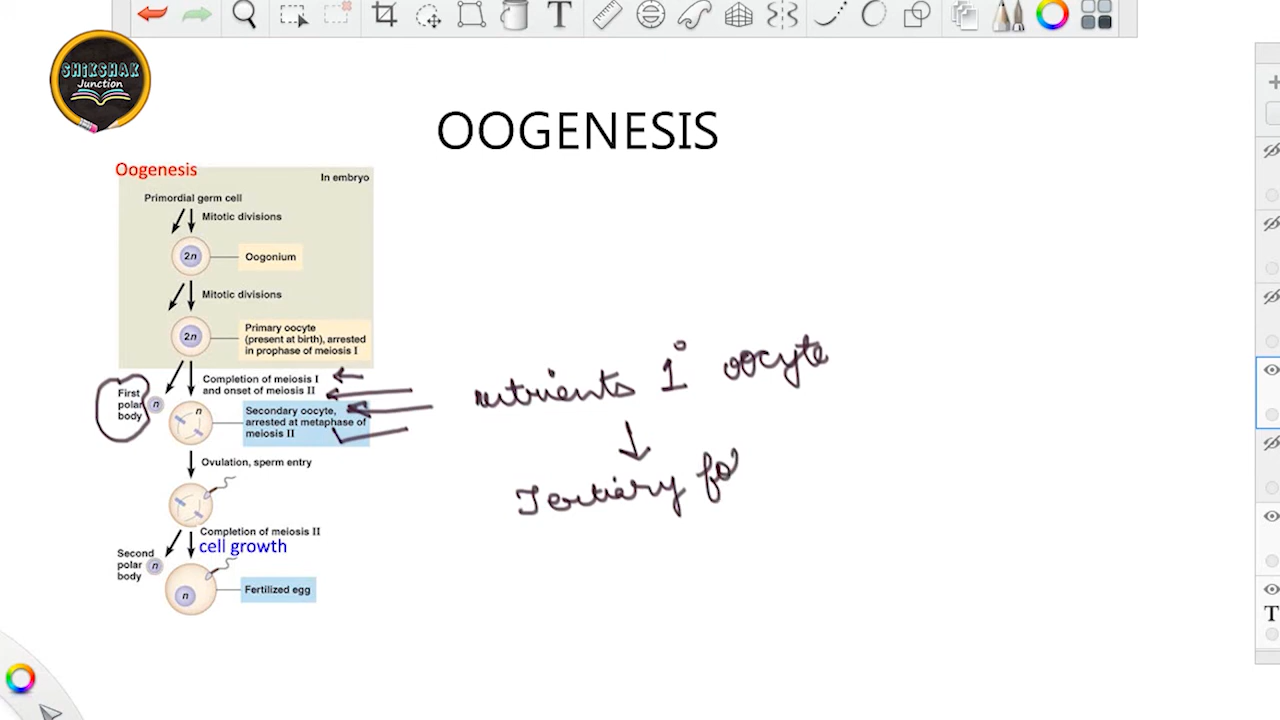 SHiKSHAK
Junction
OOGENESIS
Oogenesis
In embryo
Primordial germ cell
Mitotic divisions
2n
Oogonium
Mitotic divisions
2n
Primary oocyte
(present at birth), arrested
in prophase of meiosis I
Completion of meiosis I
and onset of meiosis II
First
polar
body
n
n
Secondary oocyte,
arrested at metaphase of
meiosis II
nutrients 1° oocyte
Tertiary fo
Ovulation, sperm entry
Completion of meiosis II
cell growth
Second
polar
body
n
n
Fertilized egg
T
T